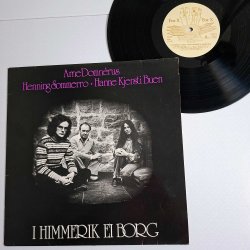 Arne Domnérus
Henning Sommerro · Hanne Kjersti Buen
I HIMMERIK EI BORG